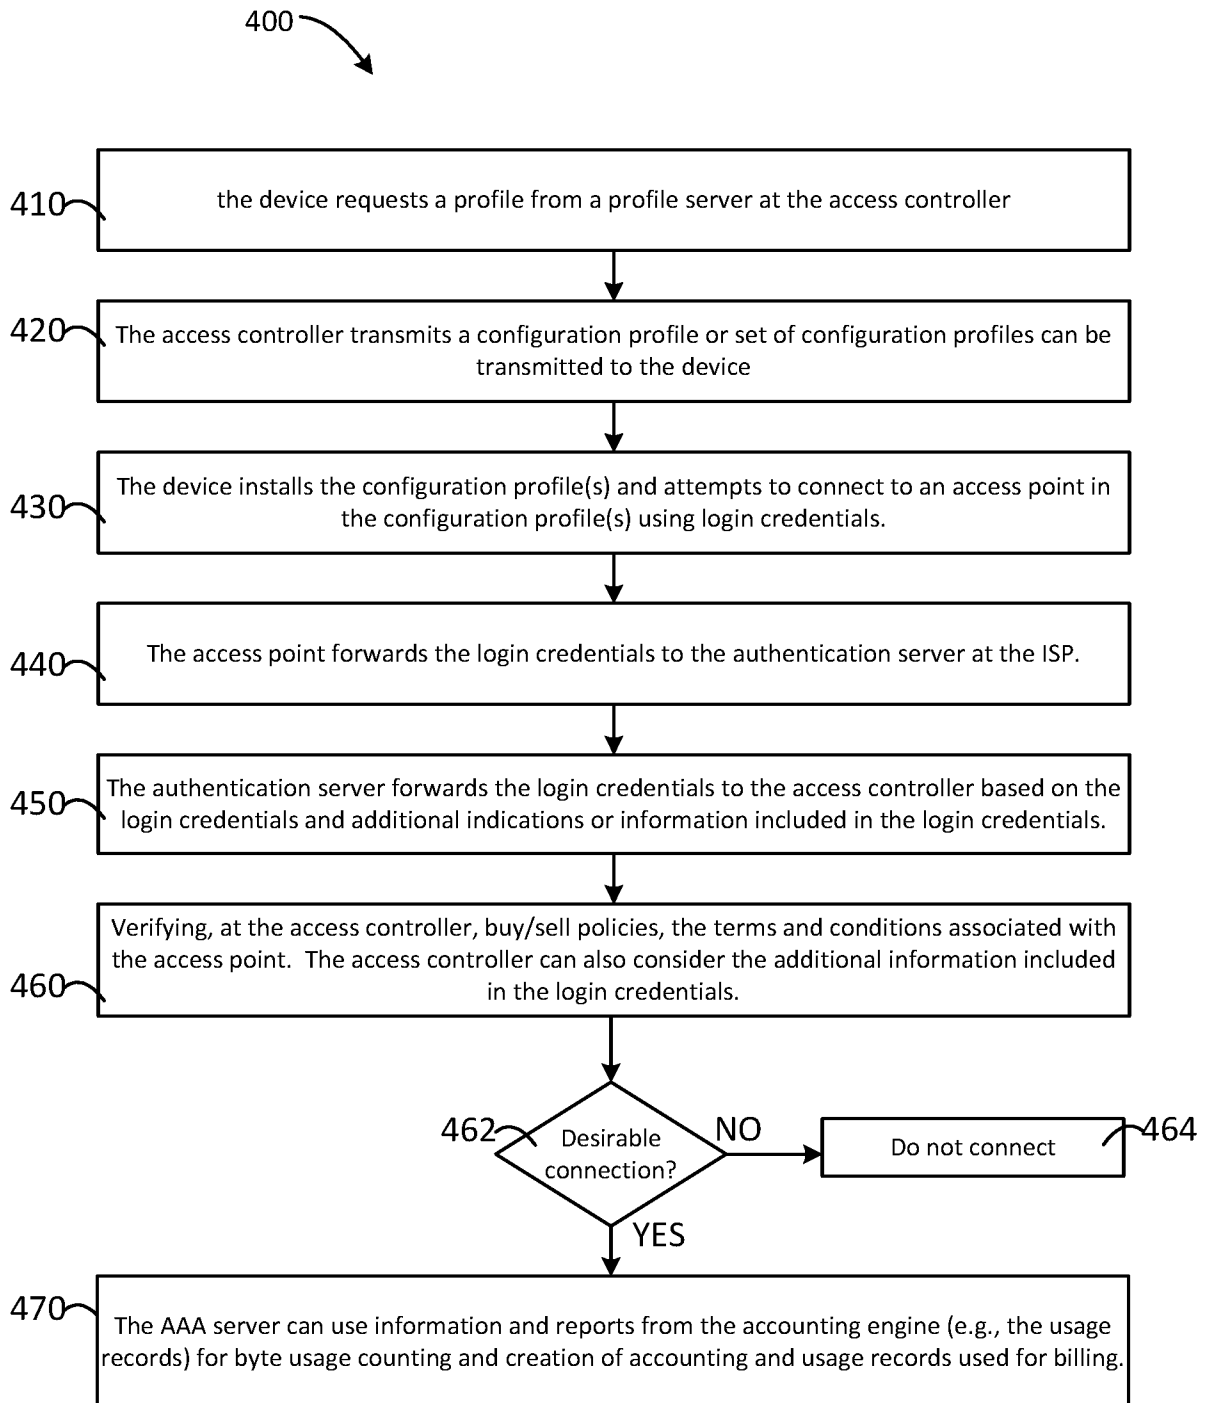 400
410
the device requests a profile from a profile server at the access controller
420
The access controller transmits a configuration profile or set of configuration profiles can be
transmitted to the device
430
The device installs the configuration profile(s) and attempts to connect to an access point in
the configuration profile(s) using login credentials.
440
The access point forwards the login credentials to the authentication server at the ISP.
450
The authentication server forwards the login credentials to the access controller based on the
login credentials and additional indications or information included in the login credentials.
460
Verifying, at the access controller, buy/sell policies, the terms and conditions associated with
the access point.  The access controller can also consider the additional information included
in the login credentials.
462
Desirable
connection?
NO
Do not connect
464
YES
470
The AAA server can use information and reports from the accounting engine (e.g., the usage
records) for byte usage counting and creation of accounting and usage records used for billing.